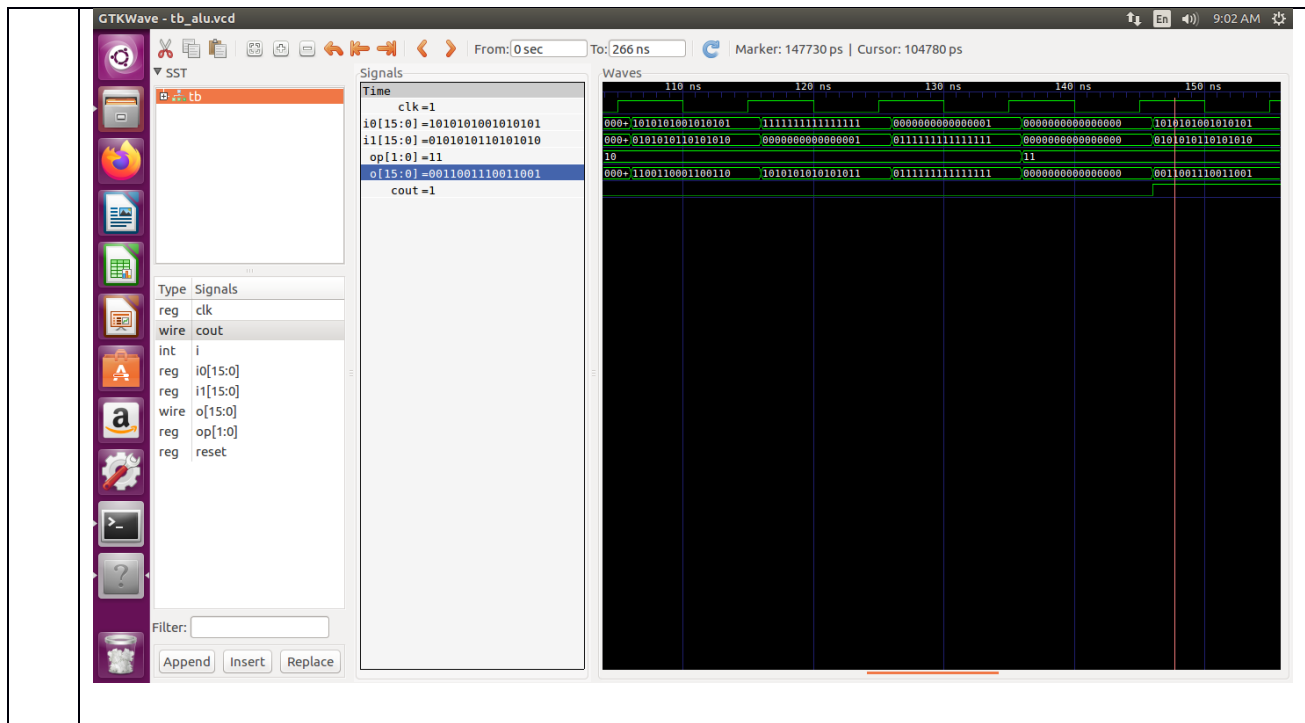 GTKWave - tb_alu.vcd
En
9:02 AM
From: 0 sec
To: 266 ns
Marker: 147730 ps | Cursor: 104780 ps
SST
tb
Type Signals
reg clk
wire cout
int i
reg i0[15:0]
reg i1[15:0]
wire o[15:0]
reg op[1:0]
reg reset
Filter:
Append Insert Replace
Signals
Time
clk=1
i0[15:0]=1010101001010101
i1[15:0]=0101010110101010
op[1:0]=11
o[15:0]=0011001110011001
cout=1
Waves
110 ns 120 ns 130 ns 140 ns 150 ns
000+ 1010101001010101 1111111111111111 0000000000000001 0000000000000000 1010101001010101
000+ 0101010110101010 0000000000000001 0111111111111111 0000000000000000 0101010110101010
10 11
000+ 1100110001100110 1010101010101011 0111111111111111 0000000000000000 0011001110011001